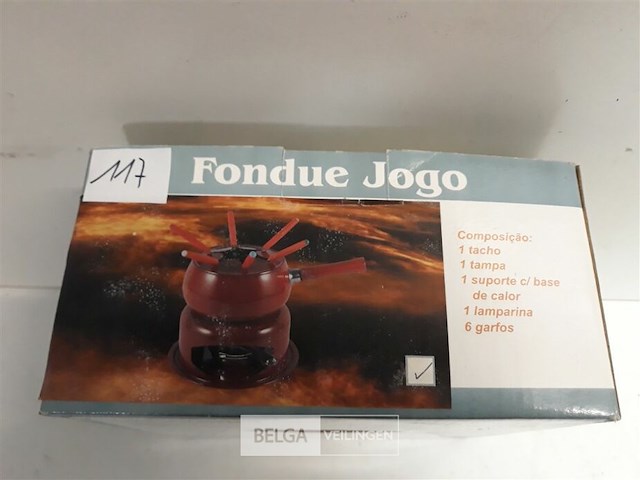 117
Fondue Jogo
Composição:
1 tacho
1 tampa
1 suporte c/ base
de calor
1 lamparina
6 garfos
BELGA VEILINGEN